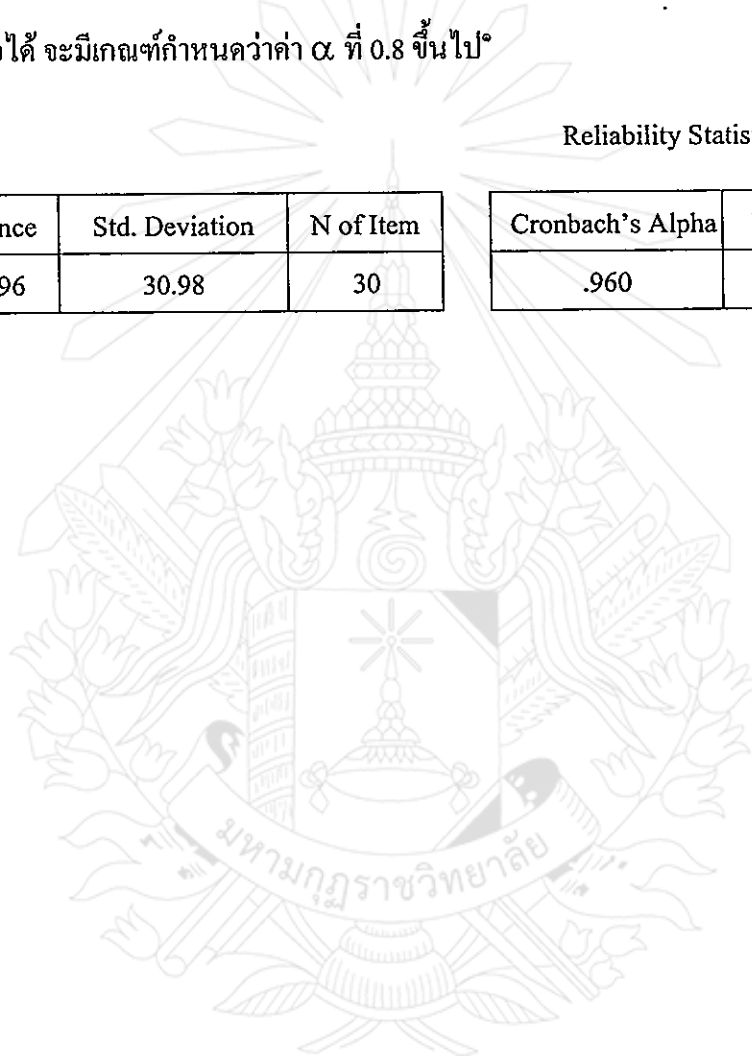 ได้ จะมีเกณฑ์กำหนดว่าค่า α ที่ 0.8 ขึ้นไป๑
Reliability Statis
nce Std. Deviation N of Item Cronbach's Alpha
96 30.98 30 .960
มหามกุฏราชวิทยาลัย